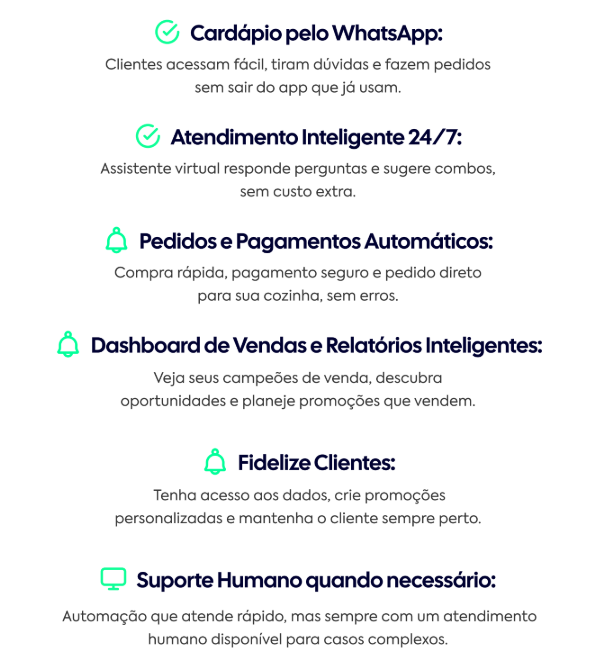 Cardápio pelo WhatsApp:
Clientes acessam fácil, tiram dúvidas e fazem pedidos
sem sair do app que já usam.
Atendimento Inteligente 24/7:
Assistente virtual responde perguntas e sugere combos,
sem custo extra.
Pedidos e Pagamentos Automáticos:
Compra rápida, pagamento seguro e pedido direto
para sua cozinha, sem erros.
Dashboard de Vendas e Relatórios Inteligentes:
Veja seus campeões de venda, descubra
oportunidades e planeje promoções que vendem.
Fidelize Clientes:
Tenha acesso aos dados, crie promoções
personalizadas e mantenha o cliente sempre perto.
Suporte Humano quando necessário:
Automação que atende rápido, mas sempre com um atendimento
humano disponível para casos complexos.